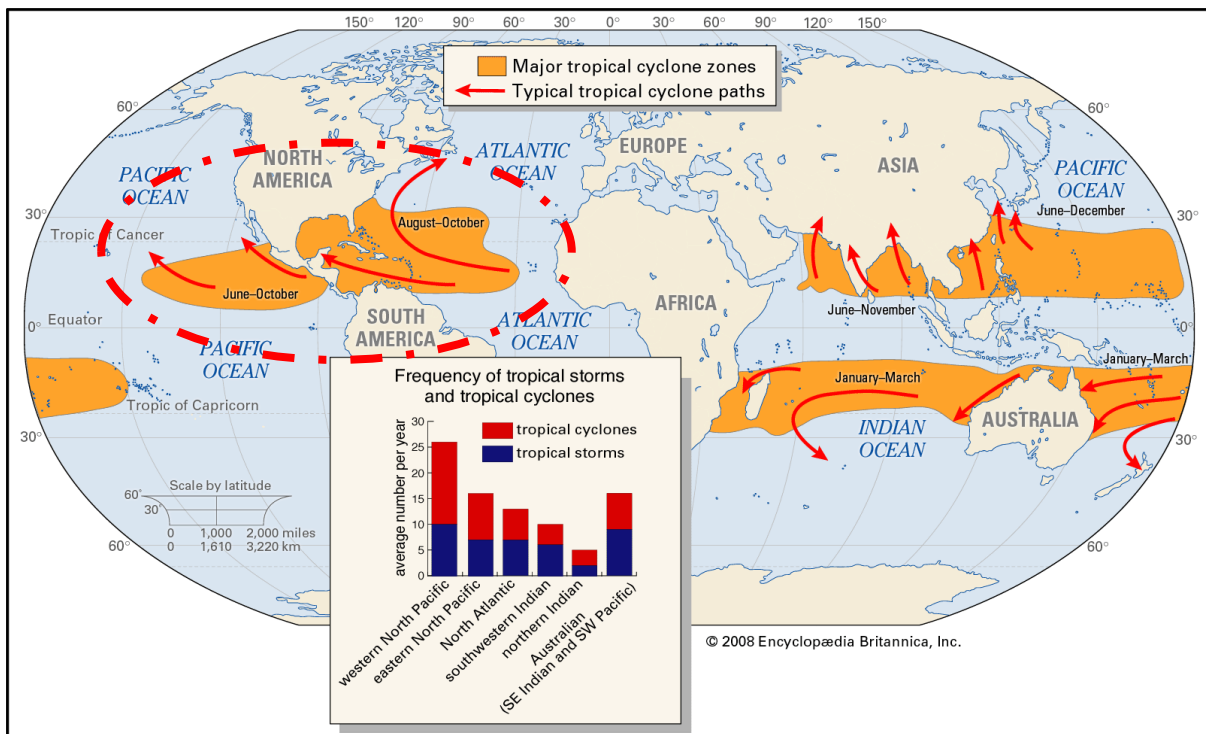 150° 120° 90° 60° 30° 0° 30° 60° 90° 120° 150°
Major tropical cyclone zones
Typical tropical cyclone paths
60°
60°
NORTH
AMERICA
ATLANTIC
OCEAN
EUROPE
ASIA
PACIFIC
OCEAN
PACIFIC
OCEAN
June–December
30°
30°
August–October
Tropic of Cancer
June–October
AFRICA
June–November
SOUTH
AMERICA
ATLANTIC
OCEAN
Equator
0°
0°
PACIFIC
OCEAN
January–March
January–March
Tropic of Capricorn
AUSTRALIA
INDIAN
OCEAN
30°
30°
Frequency of tropical storms
and tropical cyclones
tropical cyclones
tropical storms
average number per year
30
25
20
15
10
5
0
western North Pacific
eastern North Pacific
North Atlantic
southwestern Indian
northern Indian
Australian
(SE Indian and SW Pacific)
Scale by latitude
60°
30°
0 1,000 2,000 miles
0 1,610 3,220 km
60°
60°
© 2008 Encyclopædia Britannica, Inc.